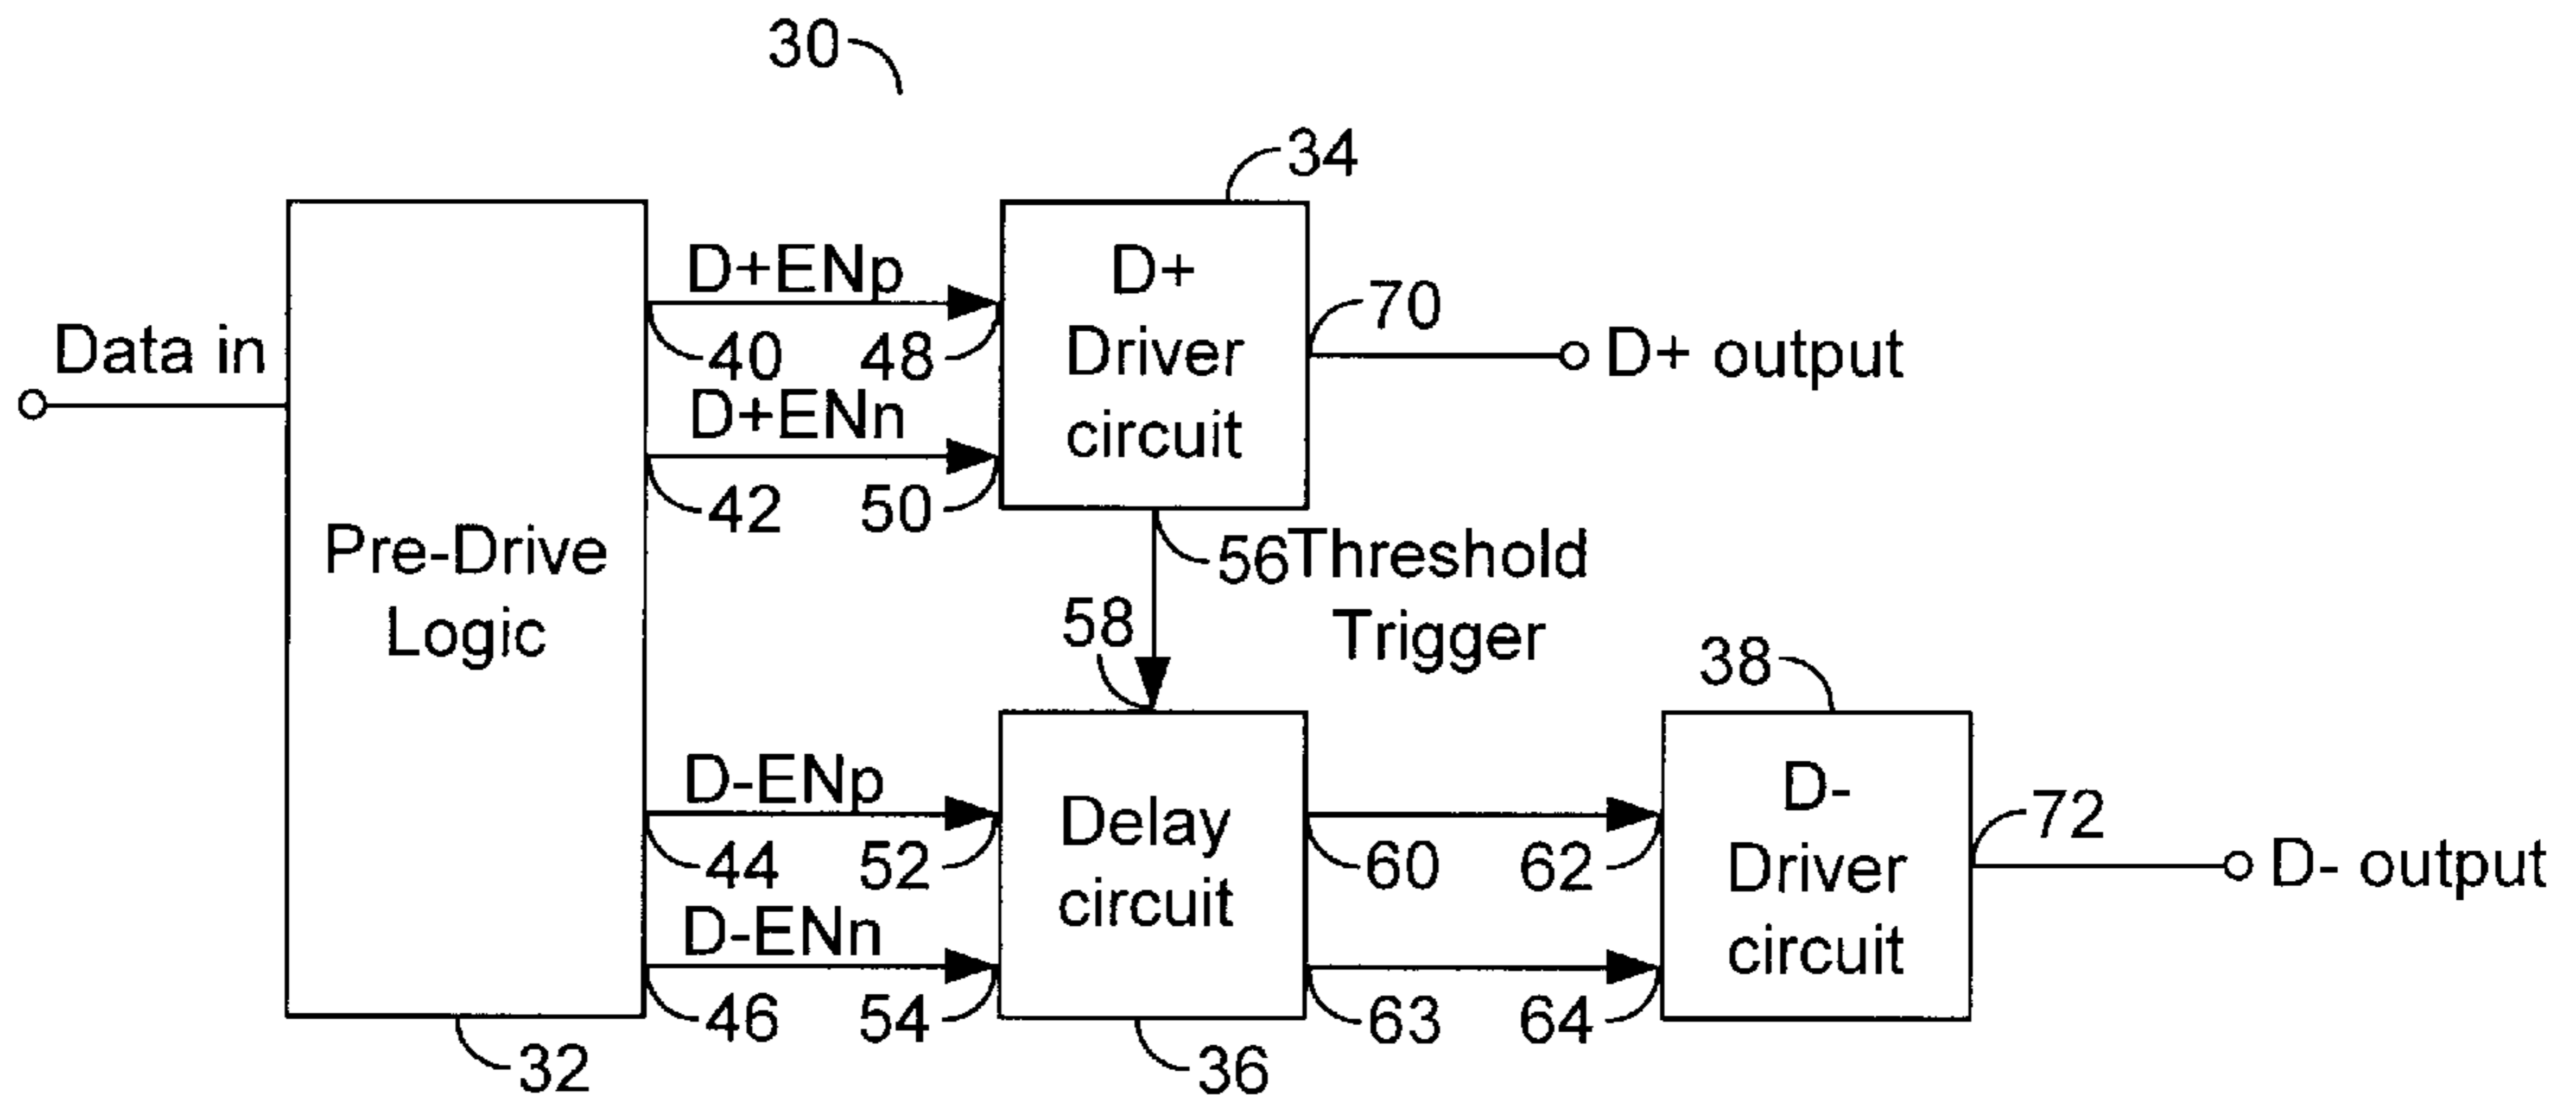 30
34
D+ENp
D+
Driver
circuit
70
Data in
40
48
D+ output
D+ENn
42
50
Pre-Drive
Logic
56
Threshold
Trigger
58
38
D-ENp
Delay
circuit
D-
Driver
circuit
72
44
52
60
62
D- output
D-ENn
46
54
63
64
32
36